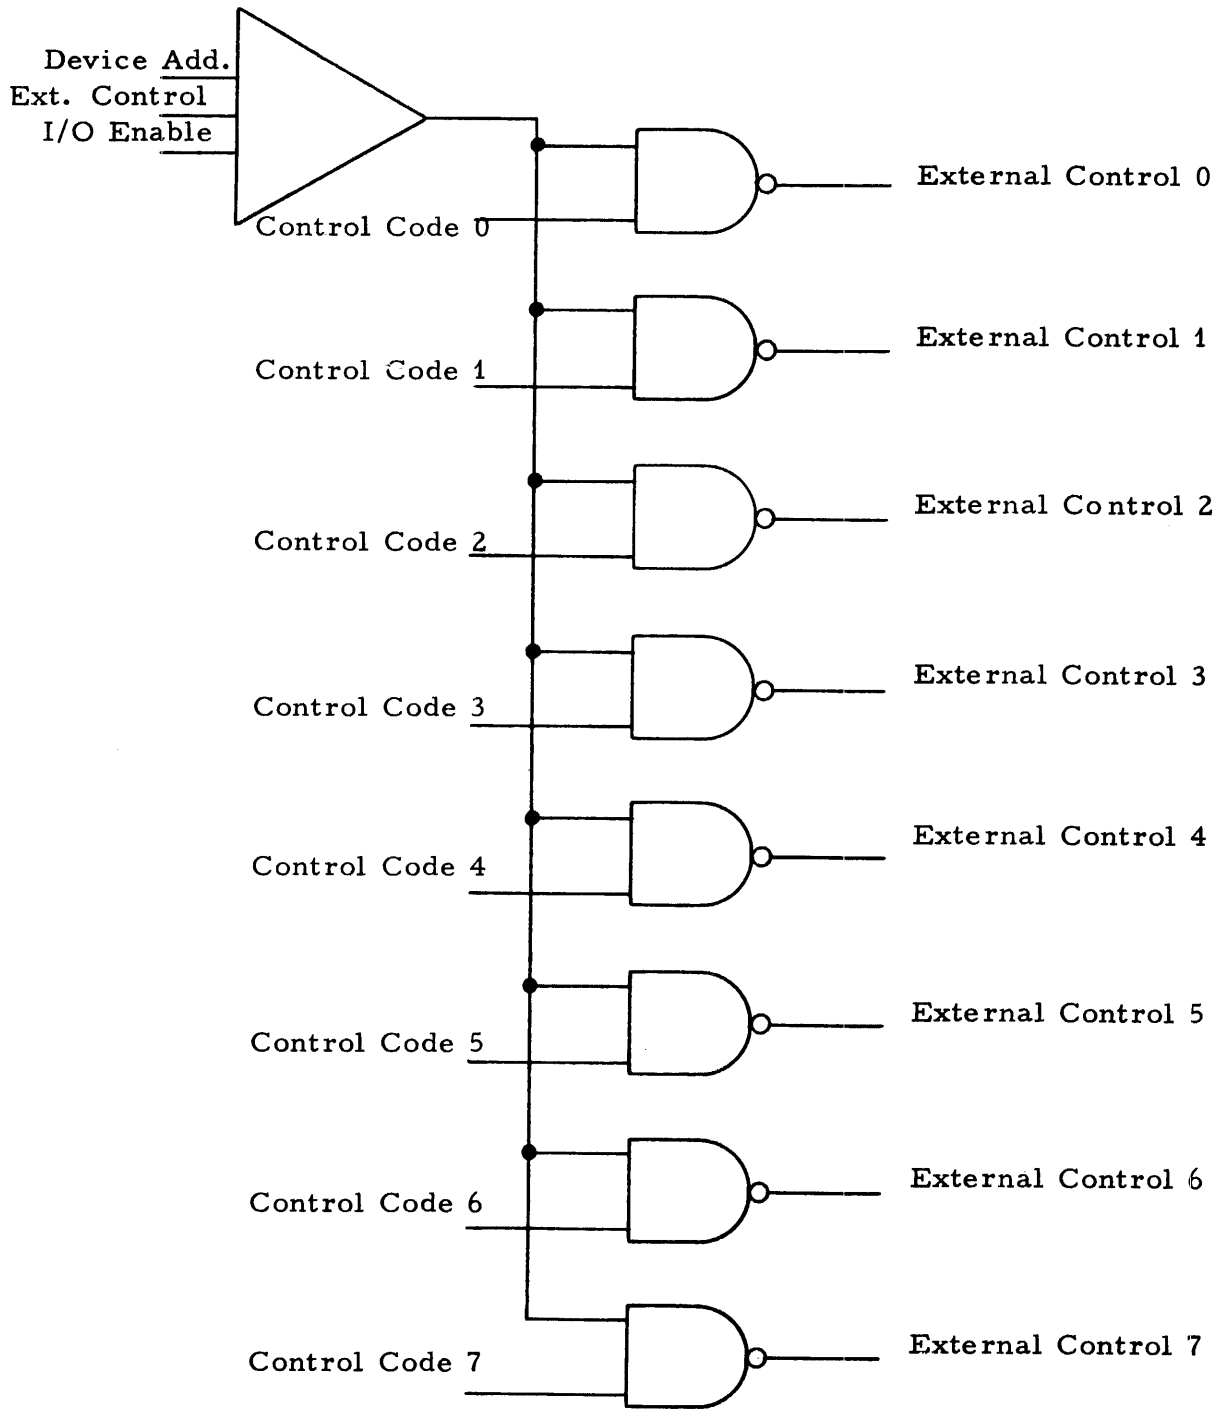 Device Add.
Ext. Control
I/O Enable
External Control 0
Control Code 0
External Control 1
Control Code 1
External Control 2
Control Code 2
External Control 3
Control Code 3
External Control 4
Control Code 4
External Control 5
Control Code 5
External Control 6
Control Code 6
External Control 7
Control Code 7